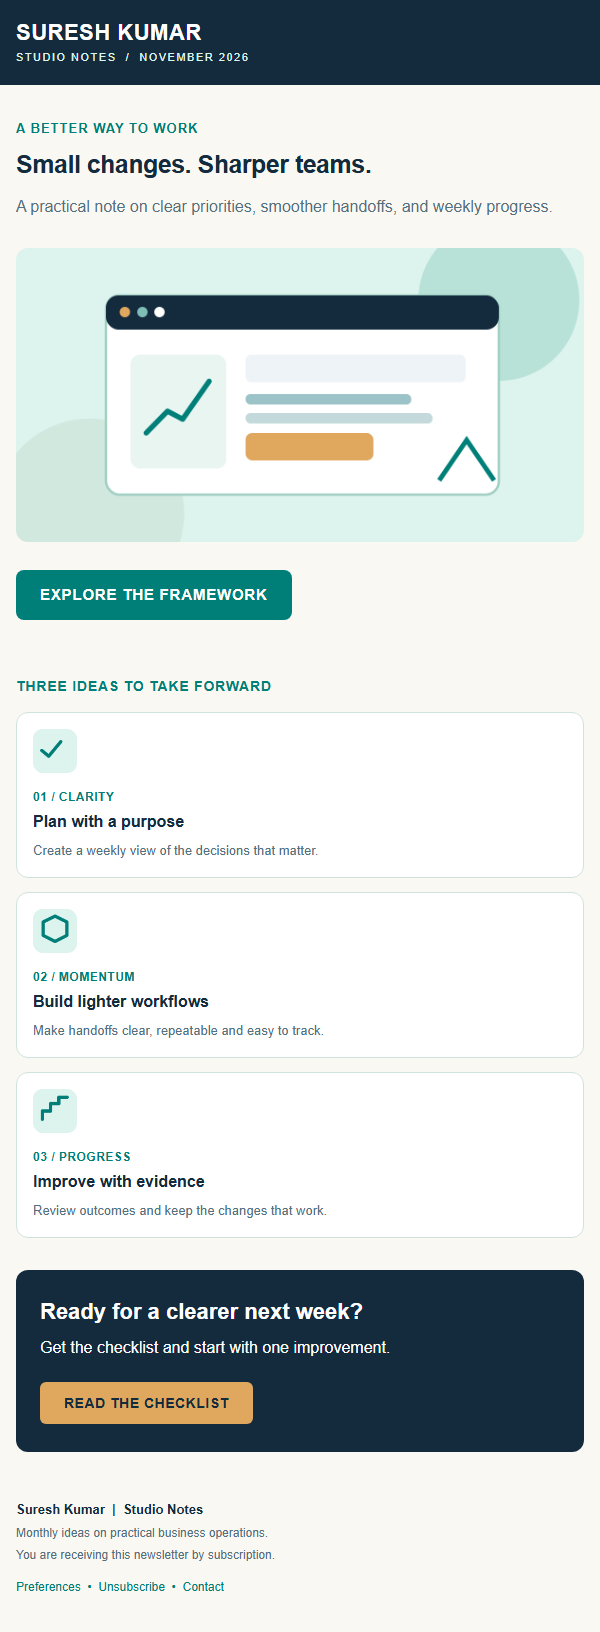 SURESH KUMAR
STUDIO NOTES / NOVEMBER 2026
A BETTER WAY TO WORK
Small changes. Sharper teams.
A practical note on clear priorities, smoother handoffs, and weekly progress.
EXPLORE THE FRAMEWORK
THREE IDEAS TO TAKE FORWARD
01 / CLARITY
Plan with a purpose
Create a weekly view of the decisions that matter.
02 / MOMENTUM
Build lighter workflows
Make handoffs clear, repeatable and easy to track.
03 / PROGRESS
Improve with evidence
Review outcomes and keep the changes that work.
Ready for a clearer next week?
Get the checklist and start with one improvement.
READ THE CHECKLIST
Suresh Kumar | Studio Notes
Monthly ideas on practical business operations.
You are receiving this newsletter by subscription.
Preferences • Unsubscribe • Contact